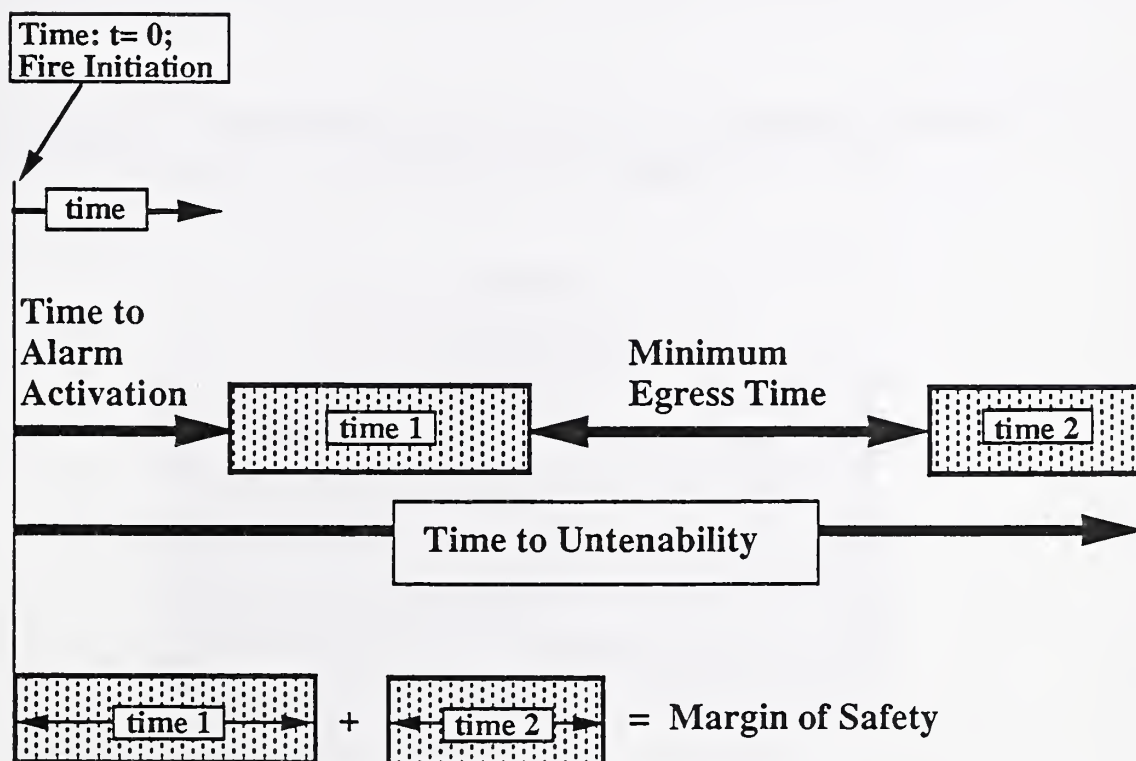 Time: t= 0;
Fire Initiation
time
Time to
Alarm
Activation
Minimum
Egress Time
time 1
time 2
Time to Untenability
time 1 + time 2 = Margin of Safety